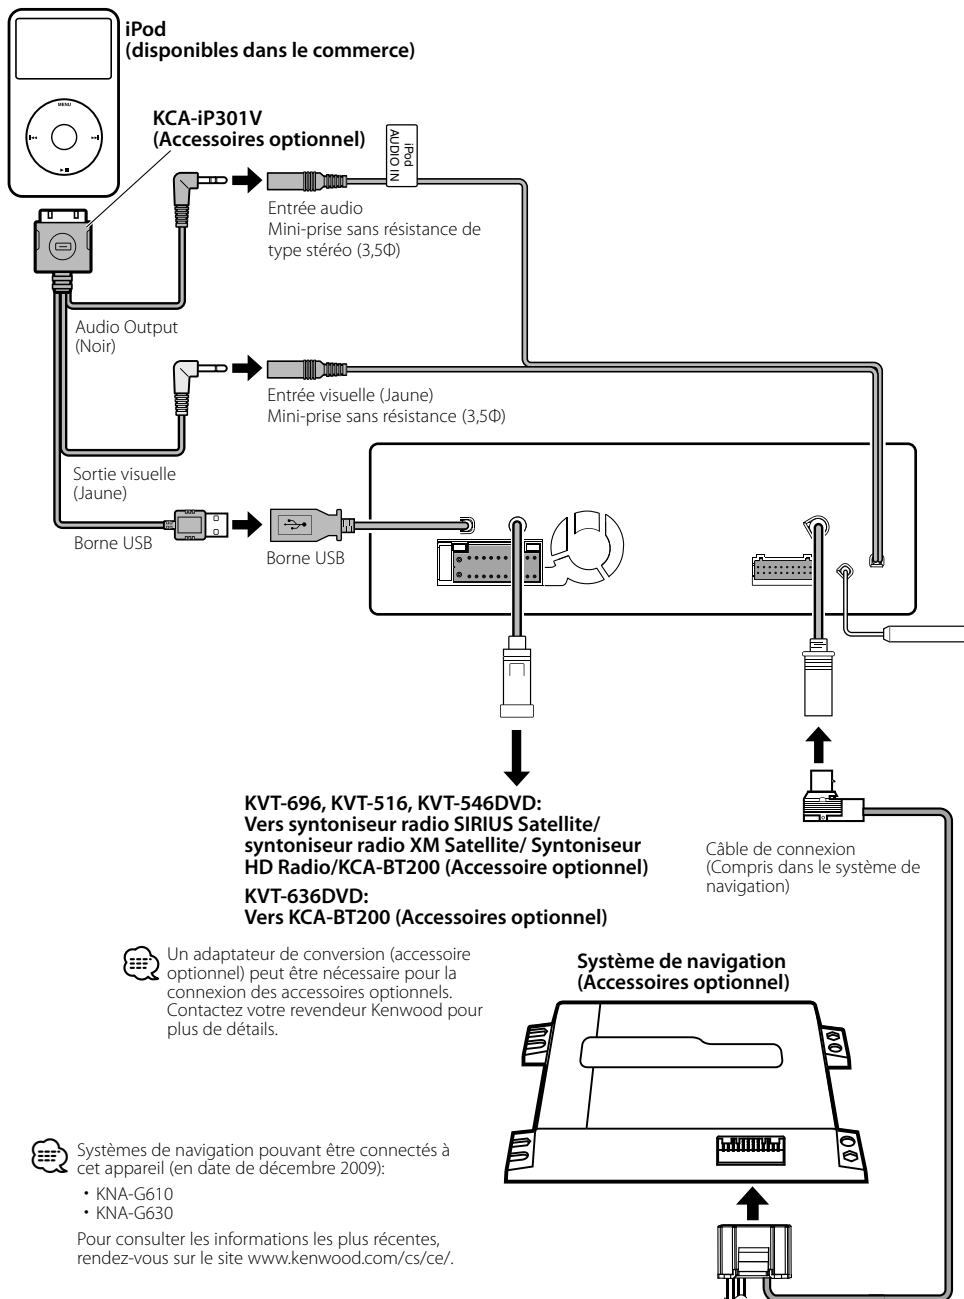 iPod
(disponibles dans le commerce)
MENU
KCA-iP301V
(Accessoires optionnel)
iPod
AUDIO IN
Entrée audio
Mini-prise sans résistance de
type stéréo (3,5Φ)
Audio Output
(Noir)
Entrée visuelle (Jaune)
Mini-prise sans résistance (3,5Φ)
Sortie visuelle
(Jaune)
Borne USB
Borne USB
KVT-696, KVT-516, KVT-546DVD:
Vers syntoniseur radio SIRIUS Satellite/
syntoniseur radio XM Satellite/ Syntoniseur
HD Radio/KCA-BT200 (Accessoire optionnel)
KVT-636DVD:
Vers KCA-BT200 (Accessoires optionnel)
Câble de connexion
(Compris dans le système de
navigation)
Un adaptateur de conversion (accessoire
optionnel) peut être nécessaire pour la
connexion des accessoires optionnels.
Contactez votre revendeur Kenwood pour
plus de détails.
Système de navigation
(Accessoires optionnel)
Systèmes de navigation pouvant être connectés à
cet appareil (en date de décembre 2009):
• KNA-G610
• KNA-G630
Pour consulter les informations les plus récentes,
rendez-vous sur le site www.kenwood.com/cs/ce/.